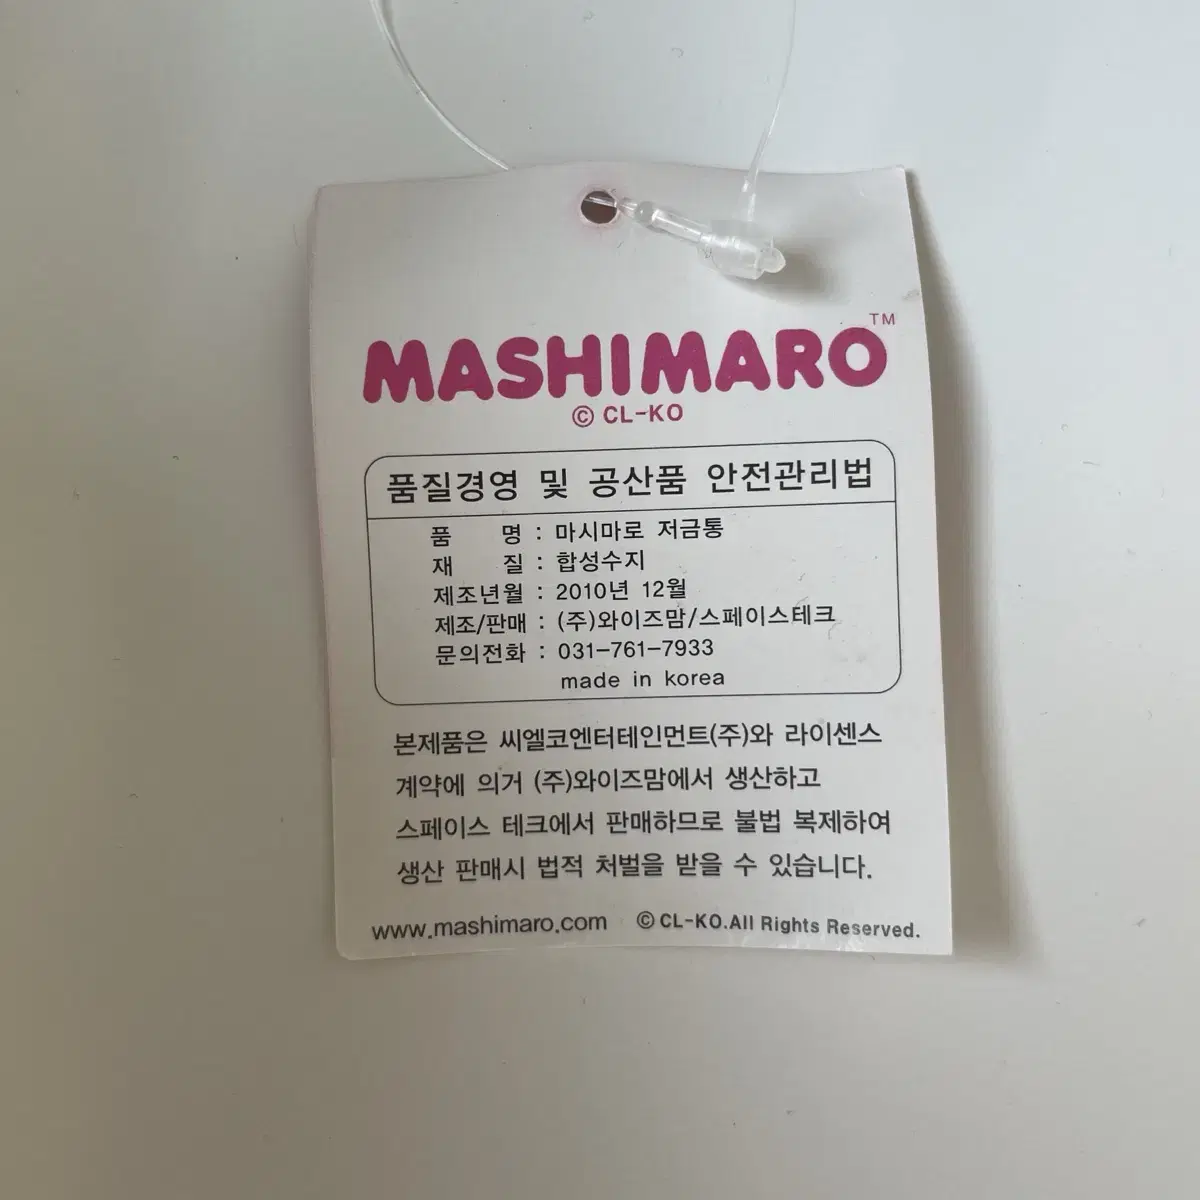 MASHIMARO™
© CL-KO
품질경영 및 공산품 안전관리법
품 명 : 마시마로 저금통
재 질 : 합성수지
제조년월 : 2010년 12월
제조/판매 : (주)와이즈맘/스페이스테크
문의전화 : 031-761-7933
made in korea
본제품은 씨엘코엔터테인먼트(주)와 라이센스
계약에 의거 (주)와이즈맘에서 생산하고
스페이스 테크에서 판매하므로 불법 복제하여
생산 판매시 법적 처벌을 받을 수 있습니다.
www.mashimaro.com © CL-KO.All Rights Reserved.